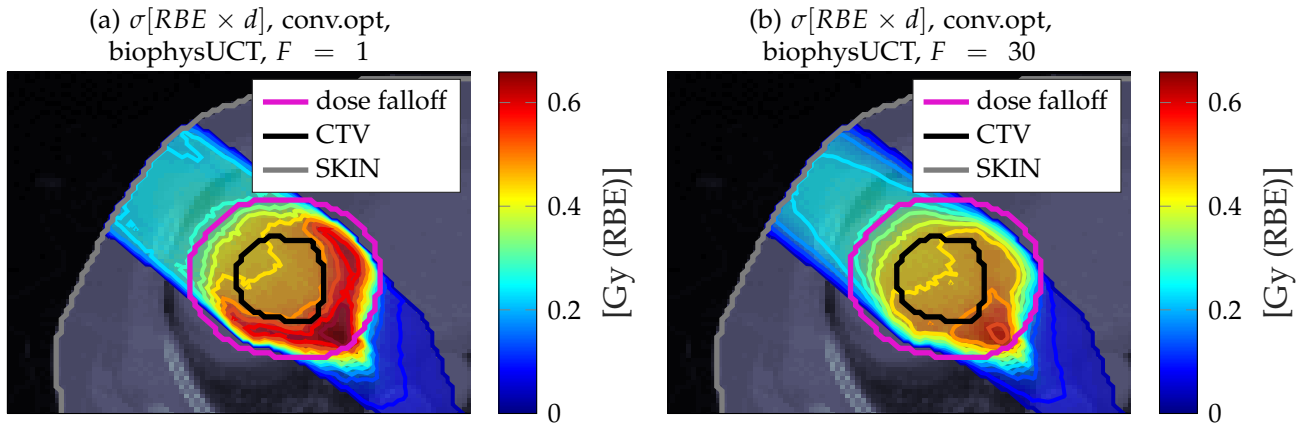 (a) σ[RBE × d], conv.opt,
biophysUCT, F = 1
dose falloff
CTV
SKIN
0.6
0.4
0.2
0
[Gy (RBE)]
(b) σ[RBE × d], conv.opt,
biophysUCT, F = 30
dose falloff
CTV
SKIN
0.6
0.4
0.2
0
[Gy (RBE)]